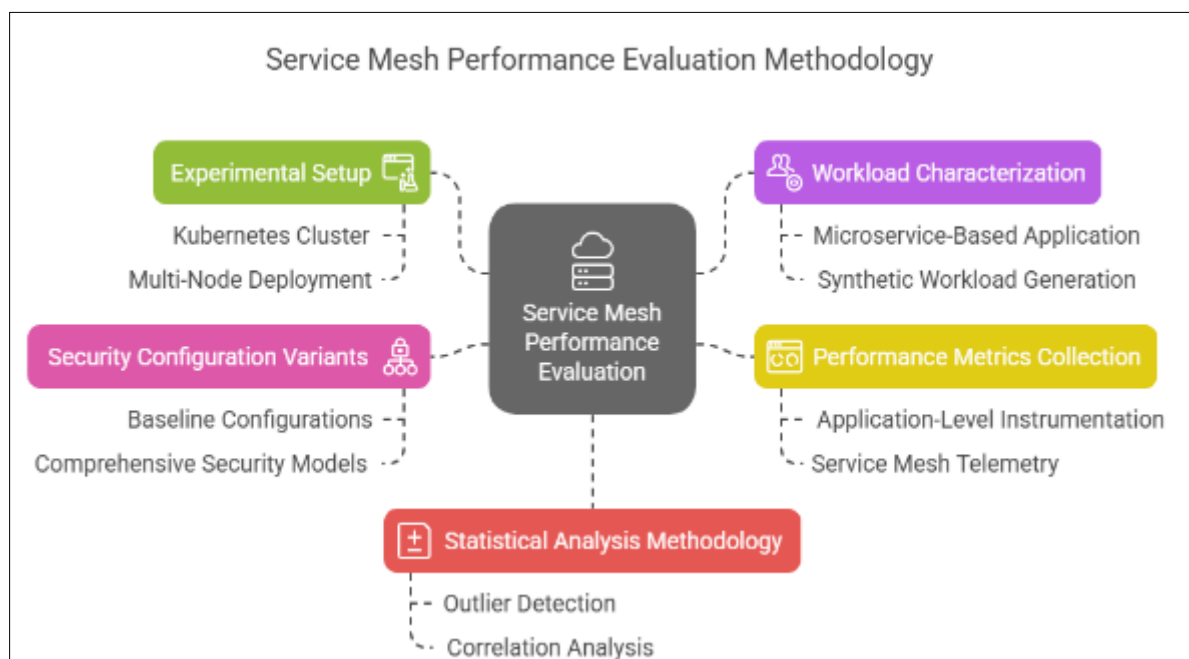 Service Mesh Performance Evaluation Methodology
Experimental Setup
Kubernetes Cluster
Multi-Node Deployment
Security Configuration Variants
Baseline Configurations
Comprehensive Security Models
Service Mesh
Performance
Evaluation
Workload Characterization
Microservice-Based Application
Synthetic Workload Generation
Performance Metrics Collection
Application-Level Instrumentation
Service Mesh Telemetry
Statistical Analysis Methodology
Outlier Detection
Correlation Analysis